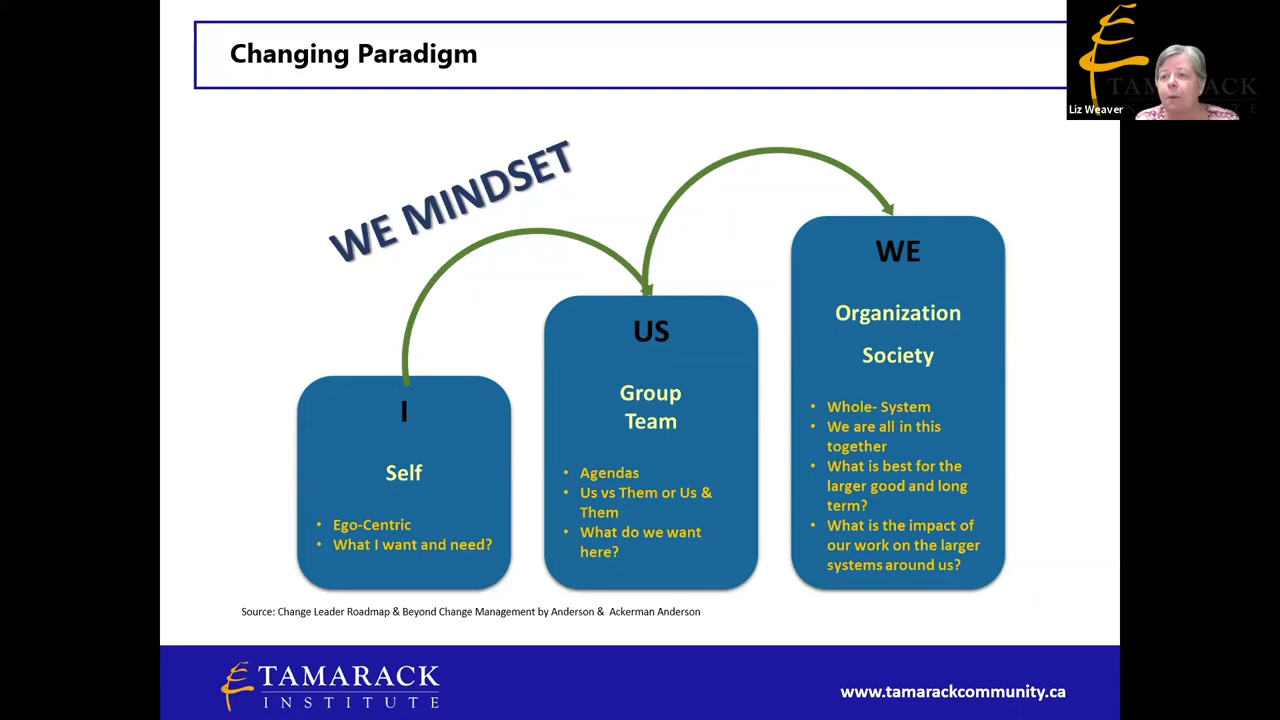 Changing Paradigm
TAMARACK
Liz Weaver
WE MINDSET
I
Self
• Ego-Centric
• What I want and need?
US
Group
Team
• Agendas
• Us vs Them or Us &
Them
• What do we want
here?
WE
Organization
Society
• Whole- System
• We are all in this
together
• What is best for the
larger good and long
term?
• What is the impact of
our work on the larger
systems around us?
Source: Change Leader Roadmap & Beyond Change Management by Anderson & Ackerman Anderson
TAMARACK
INSTITUTE
www.tamarackcommunity.ca